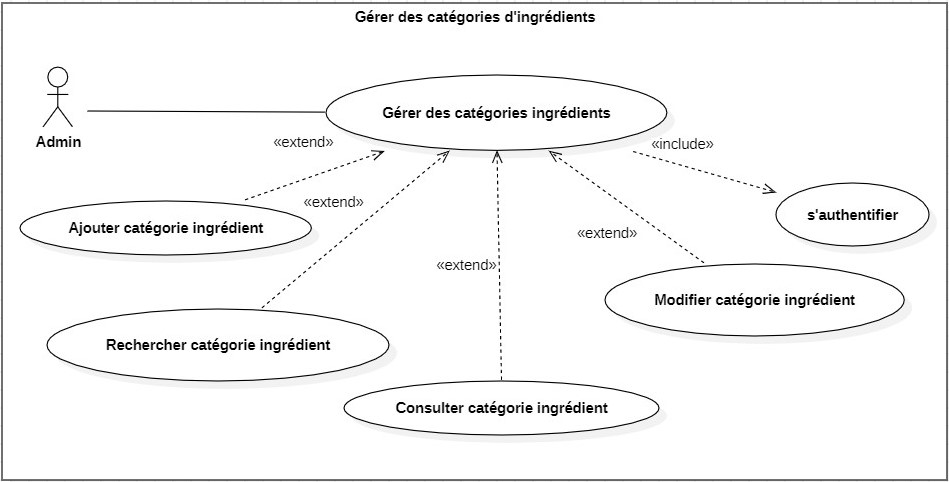 Gérer des catégories d'ingrédients
Gérer des catégories ingrédients
Admin
«extend»
«include»
«extend»
s'authentifier
Ajouter catégorie ingrédient
«extend»
«extend»
Modifier catégorie ingrédient
Rechercher catégorie ingrédient
Consulter catégorie ingrédient